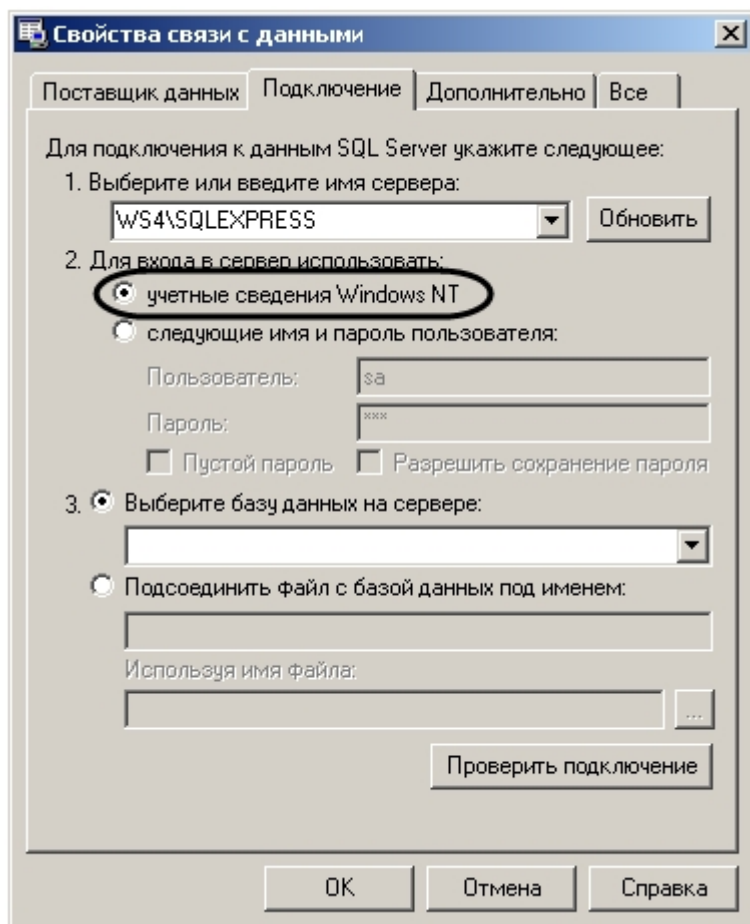 Свойства связи с данными
Поставщик данных Подключение Дополнительно Все
Для подключения к данным SQL Server укажите следующее:
1. Выберите или введите имя сервера:
WS4\SQLEXPRESS Обновить
2. Для входа в сервер использовать:
учетные сведения Windows NT
следующие имя и пароль пользователя:
Пользователь: sa
Пароль: ***
Пустой пароль Разрешить сохранение пароля
3. Выберите базу данных на сервере:
Подсоединить файл с базой данных под именем:
Используя имя файла:
...
Проверить подключение
OK Отмена Справка